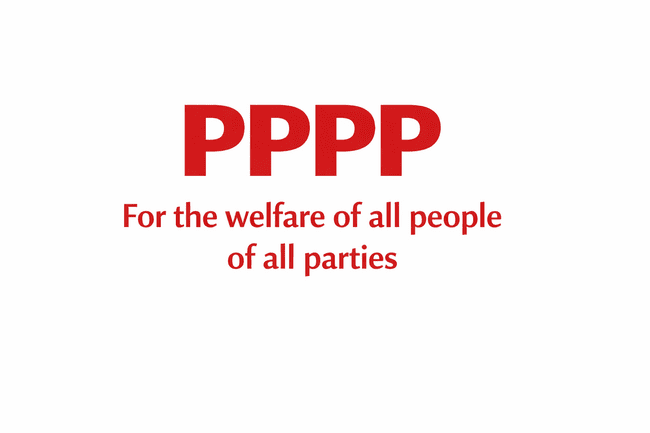 PPPP
For the welfare of all people
of all parties